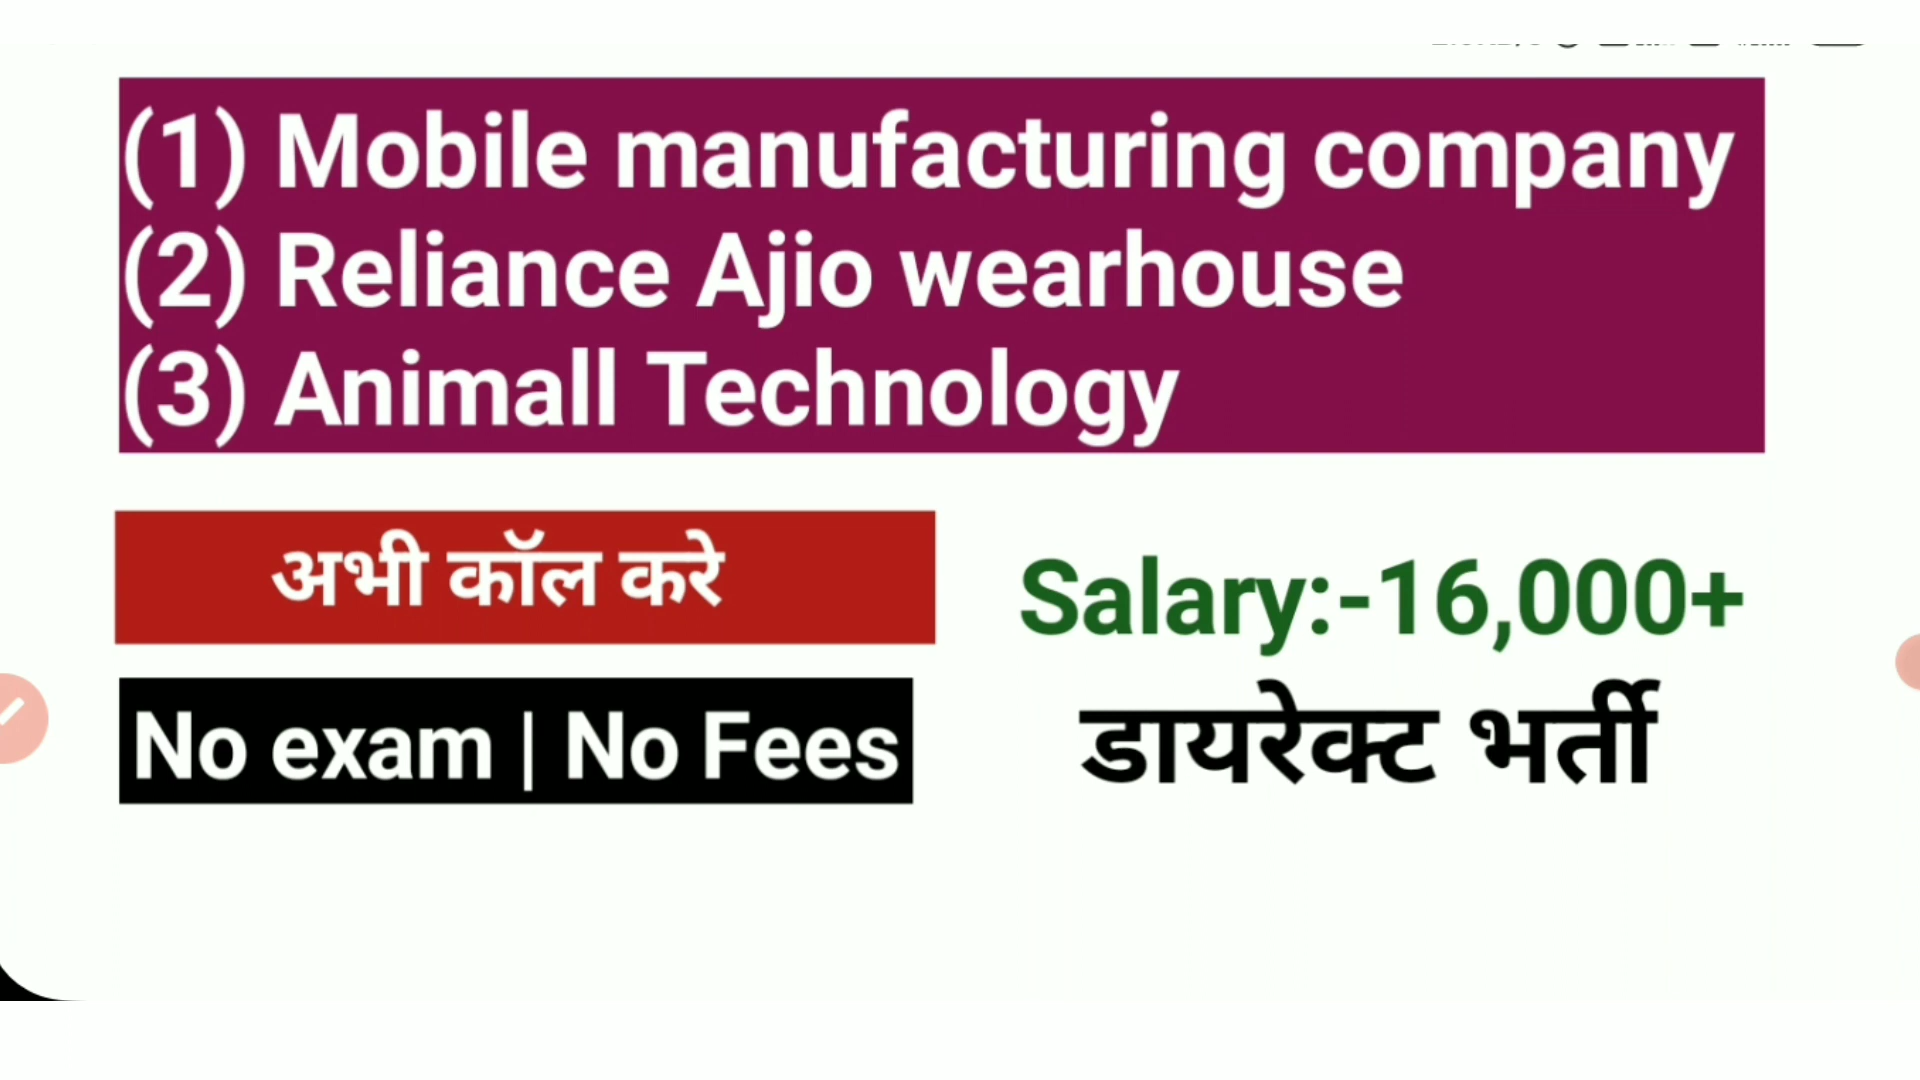 (1) Mobile manufacturing company
(2) Reliance Ajio wearhouse
(3) Animall Technology
अभी कॉल करे
Salary:-16,000+
No exam | No Fees
डायरेक्ट भर्ती